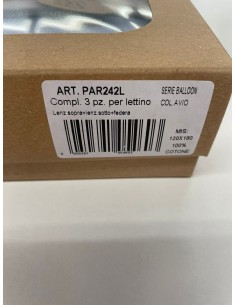 ART. PAR242L
Compl. 3 pz. per lettino
Lenz.sopra+lenz.sotto+federa
SERIE BALLOON
COL.AVIO
MIS:
120X180
100%
COTONE